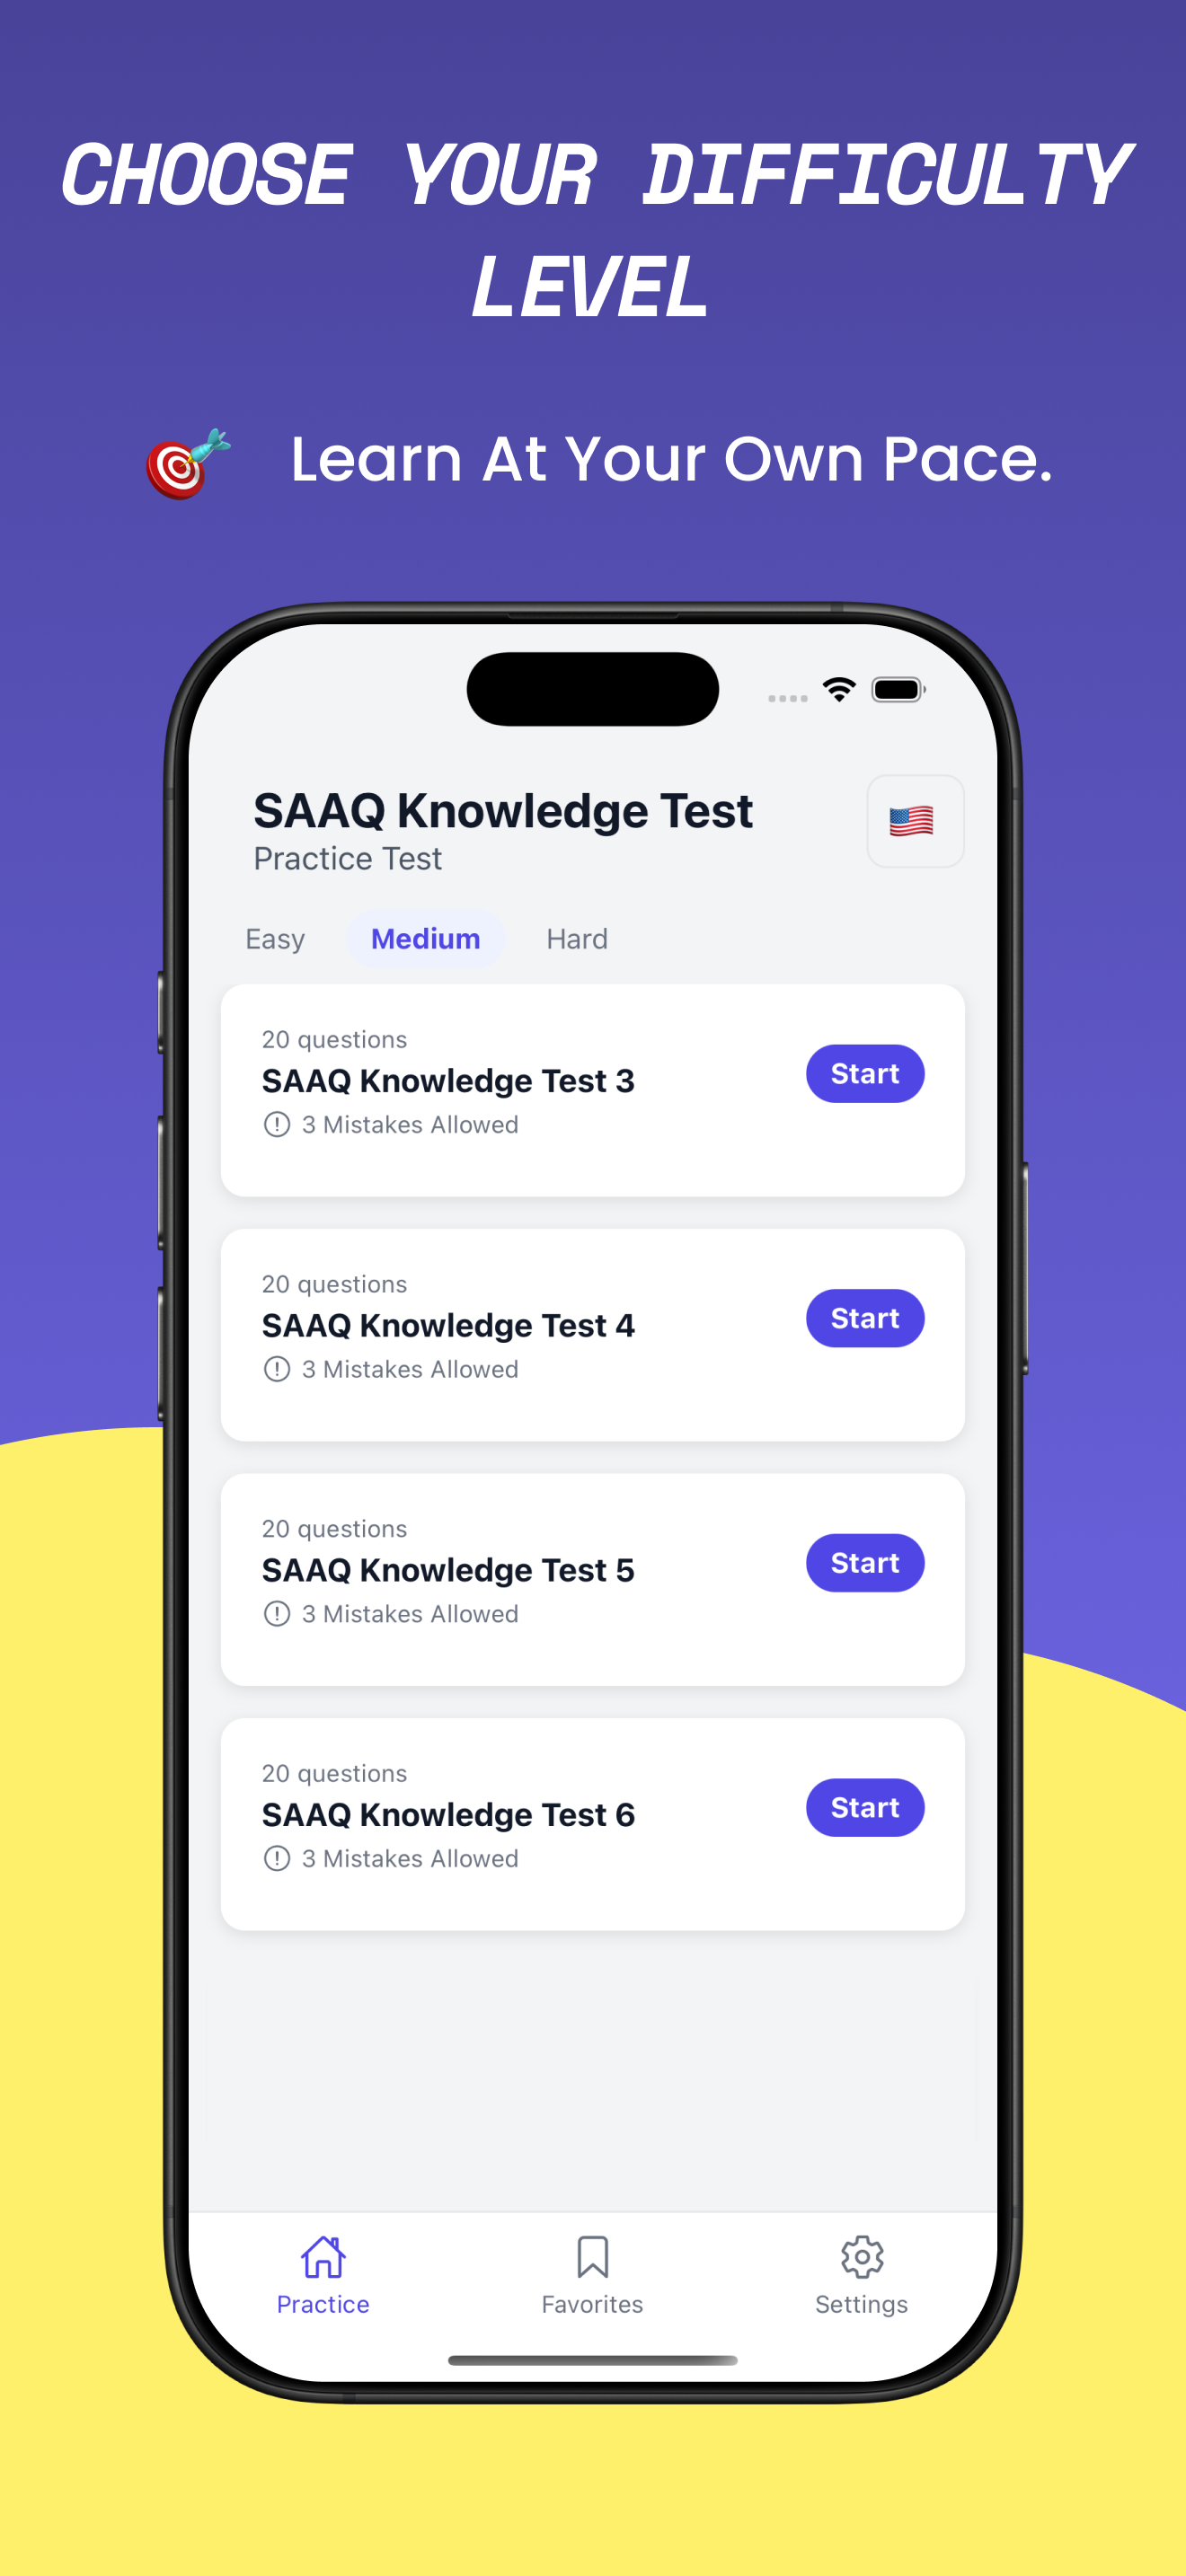 CHOOSE YOUR DIFFICULTY
LEVEL
Learn At Your Own Pace.
SAAQ Knowledge Test
Practice Test
Easy Medium Hard
20 questions
SAAQ Knowledge Test 3
3 Mistakes Allowed
Start
20 questions
SAAQ Knowledge Test 4
3 Mistakes Allowed
Start
20 questions
SAAQ Knowledge Test 5
3 Mistakes Allowed
Start
20 questions
SAAQ Knowledge Test 6
3 Mistakes Allowed
Start
Practice Favorites Settings